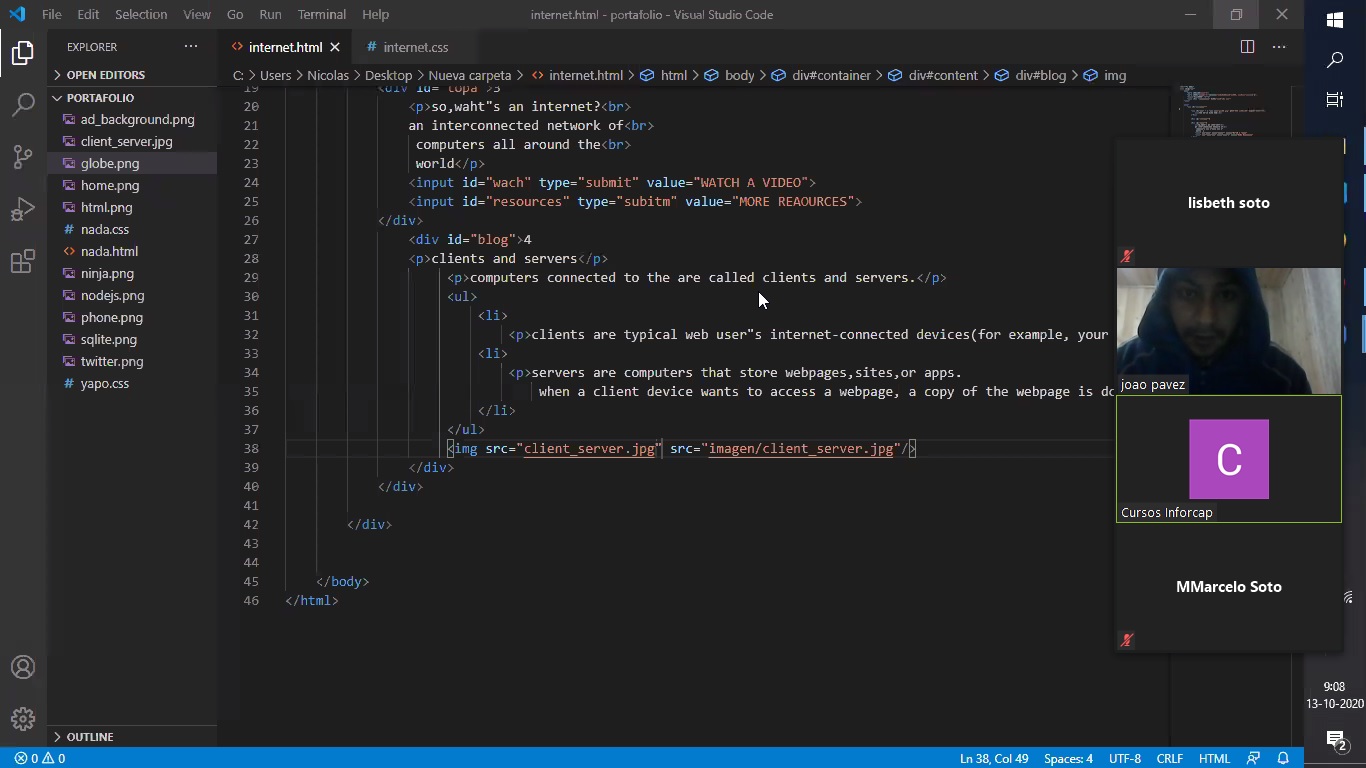 File Edit Selection View Go Run Terminal Help internet.html - portafolio - Visual Studio Code
EXPLORER
internet.html
# internet.css
OPEN EDITORS
C: > Users > Nicolas > Desktop > Nueva carpeta > internet.html > html > body > div#container > div#content > div#blog > img
PORTAFOLIO
ad_background.png
client_server.jpg
globe.png
home.png
html.png
# nada.css
<> nada.html
ninja.png
nodejs.png
phone.png
sqlite.png
twitter.png
# yapo.css
OUTLINE
19 <div id="topa">3
20 <p>so,waht"s an internet?<br>
21 an interconnected network of<br>
22 computers all around the<br>
23 world</p>
24 <input id="wach" type="submit" value="WATCH A VIDEO">
25 <input id="resources" type="subitm" value="MORE REAOURCES">
26 </div>
27 <div id="blog">4
28 <p>clients and servers</p>
29 <p>computers connected to the are called clients and servers.</p>
30 <ul>
31 <li>
32 <p>clients are typical web user"s internet-connected devices(for example, your
33 <li>
34 <p>servers are computers that store webpages,sites,or apps.
35 when a client device wants to access a webpage, a copy of the webpage is do
36 </li>
37 </ul>
38 <img src="client_server.jpg" src="imagen/client_server.jpg"/>
39 </div>
40 </div>
41
42 </div>
43
44
45 </body>
46 </html>
lisbeth soto
joao pavez
C
Cursos Inforcap
MMarcelo Soto
9:08
13-10-2020
2
0 0
Ln 38, Col 49 Spaces: 4 UTF-8 CRLF HTML